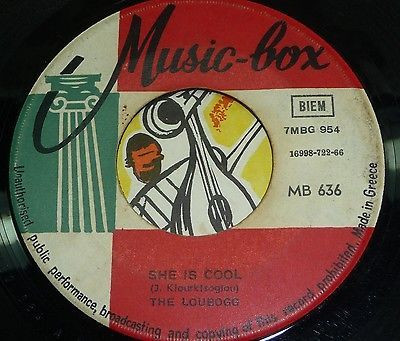 Music-box
BIEM
7MBG 954
16998-722-66
MB 636
SHE IS COOL
(J. Kiourktsoglou)
THE LOUBOGG
Unauthorised, public performance, broadcasting and copying of this record, prohibited. Made in Greece